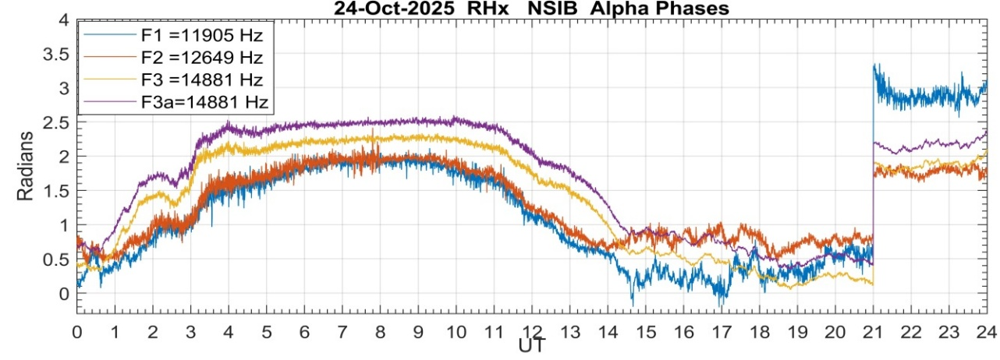 24-Oct-2025 RHx NSIB Alpha Phases
4
3.5
3
2.5
2
1.5
1
0.5
0
Radians
F1 =11905 Hz
F2 =12649 Hz
F3 =14881 Hz
F3a=14881 Hz
0 1 2 3 4 5 6 7 8 9 10 11 12 13 14 15 16 17 18 19 20 21 22 23 24
UT